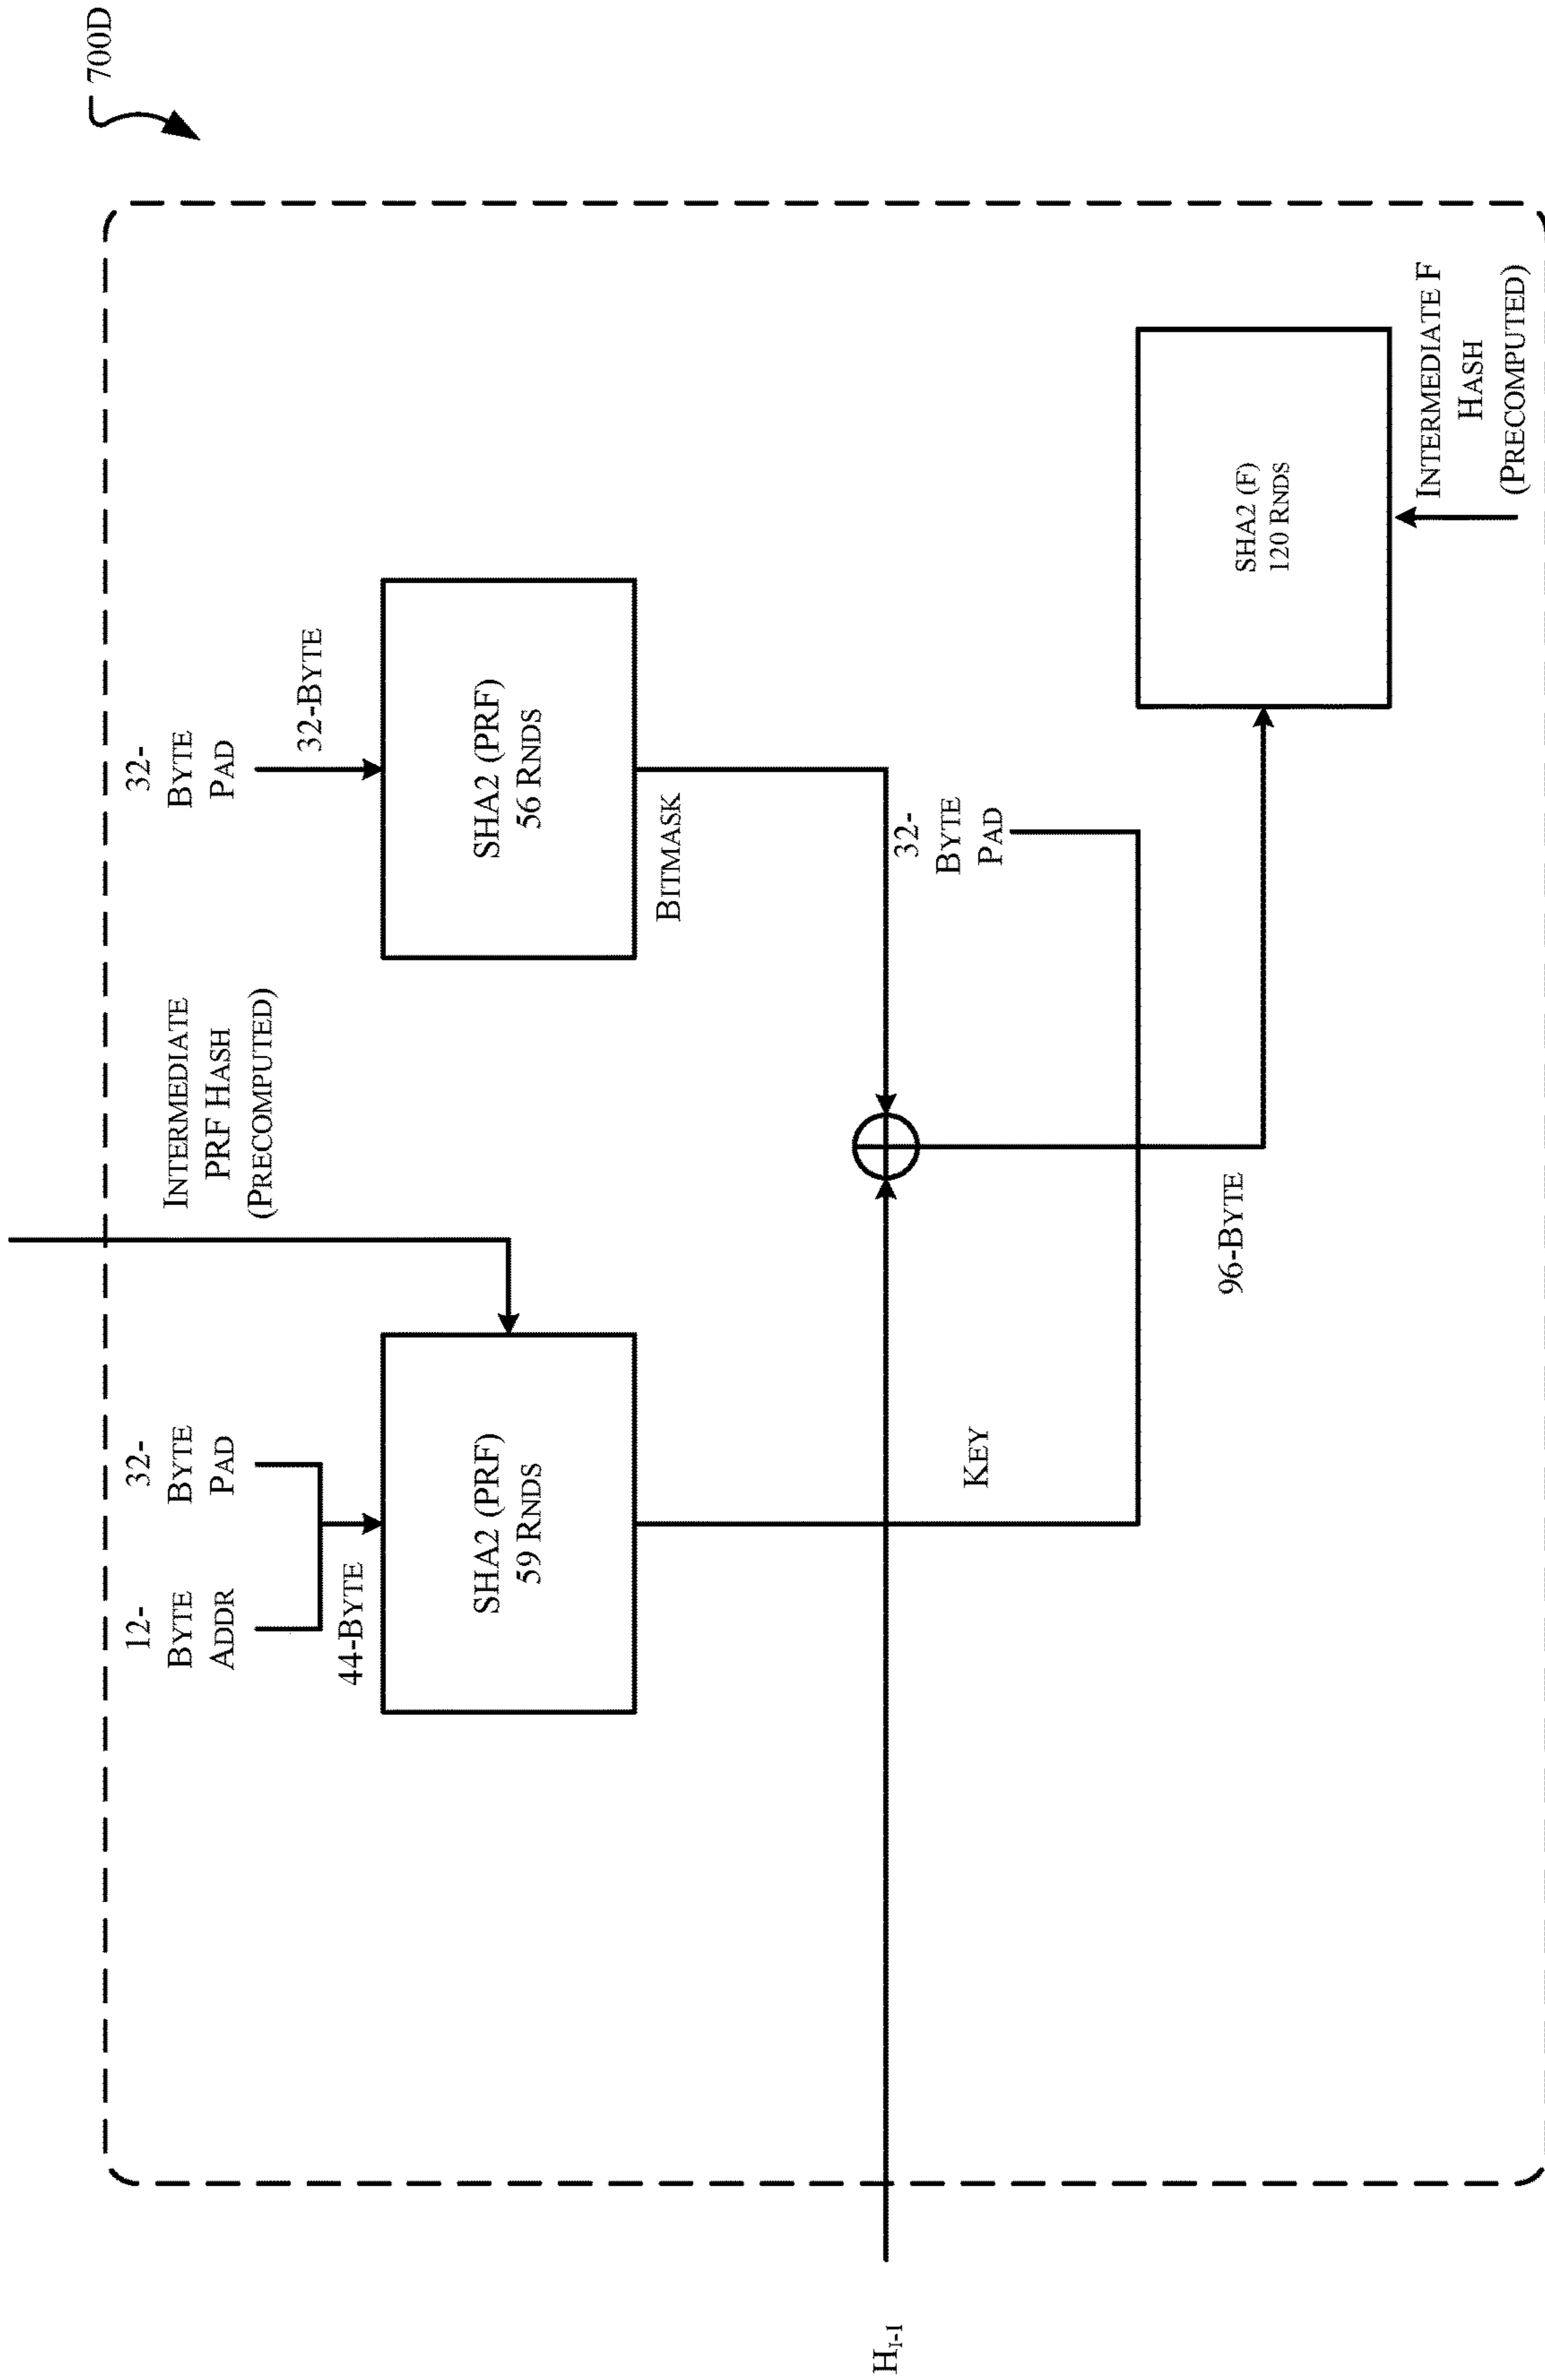 700D
12-
BYTE
ADDR
32-
BYTE
PAD
44-BYTE
INTERMEDIATE
PRF HASH
(PRECOMPUTED)
32-
BYTE
PAD
32-BYTE
SHA2 (PRF)
59 RNDS
SHA2 (PRF)
56 RNDS
BITMASK
H_{I-1}
KEY
32-
BYTE
PAD
96-BYTE
SHA2 (F)
120 RNDS
INTERMEDIATE F
HASH
(PRECOMPUTED)